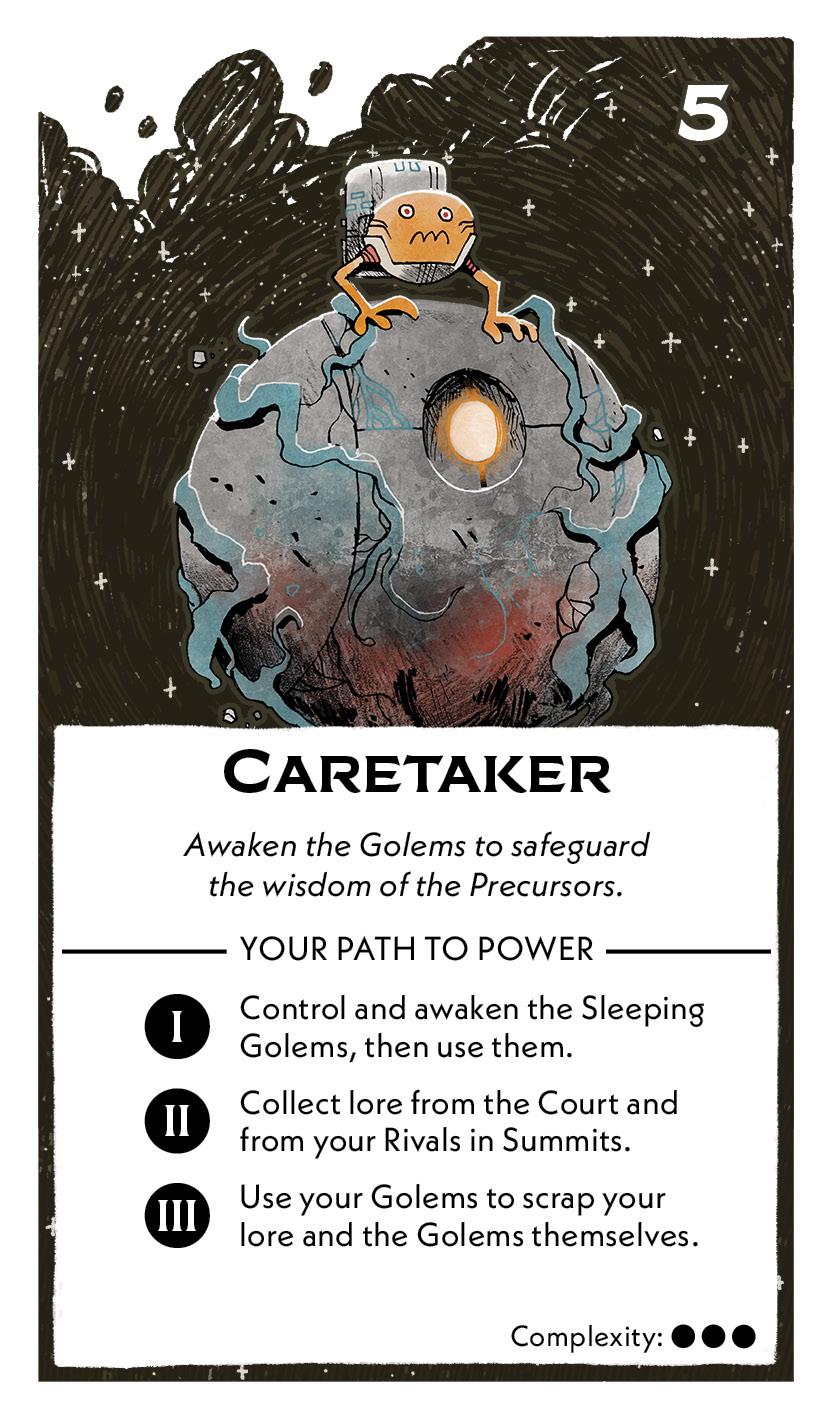 5
Caretaker
Awaken the Golems to safeguard
the wisdom of the Precursors.
YOUR PATH TO POWER
I
Control and awaken the Sleeping
Golems, then use them.
II
Collect lore from the Court and
from your Rivals in Summits.
III
Use your Golems to scrap your
lore and the Golems themselves.
Complexity: